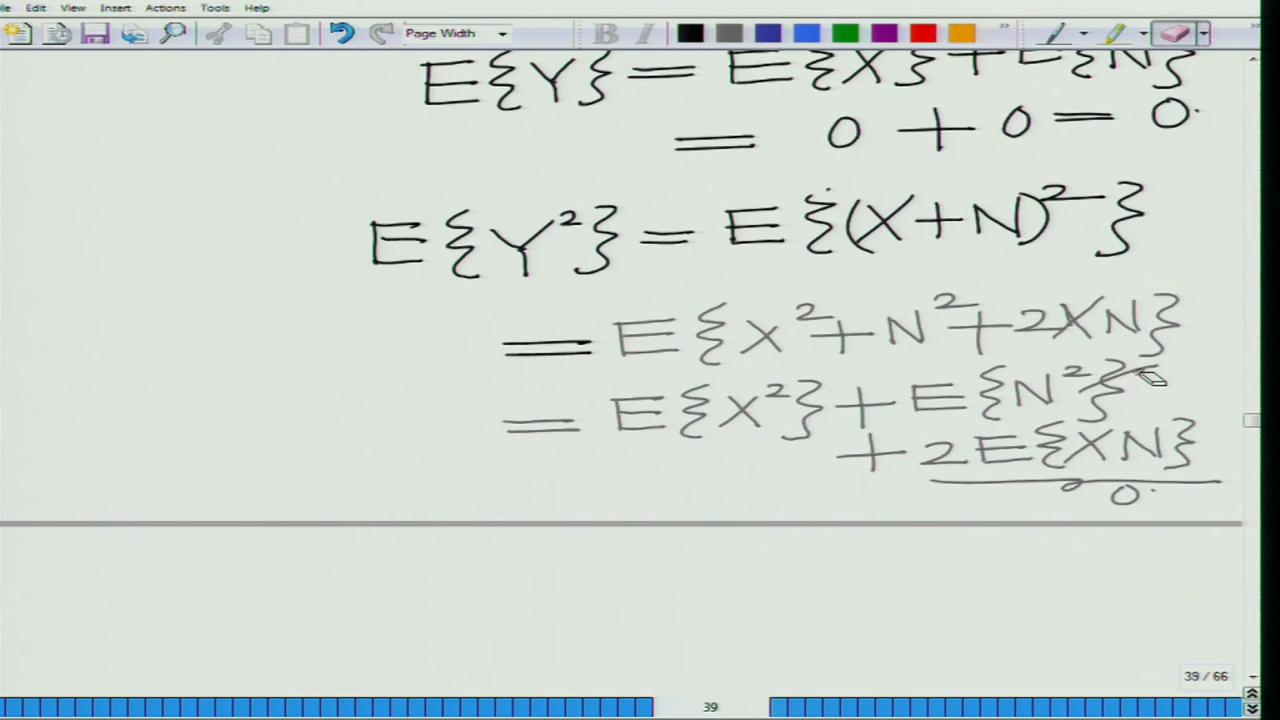 Edit View Insert Actions Tools Help
Page Width
B I
E{Y} = E{X} + E{N}
= 0 + 0 = 0.
E{Y²} = E{(X+N)²}
= E{X² + N² + 2XN}
= E{X²} + E{N²}
+ 2E{XN}
0.
39 / 66
39